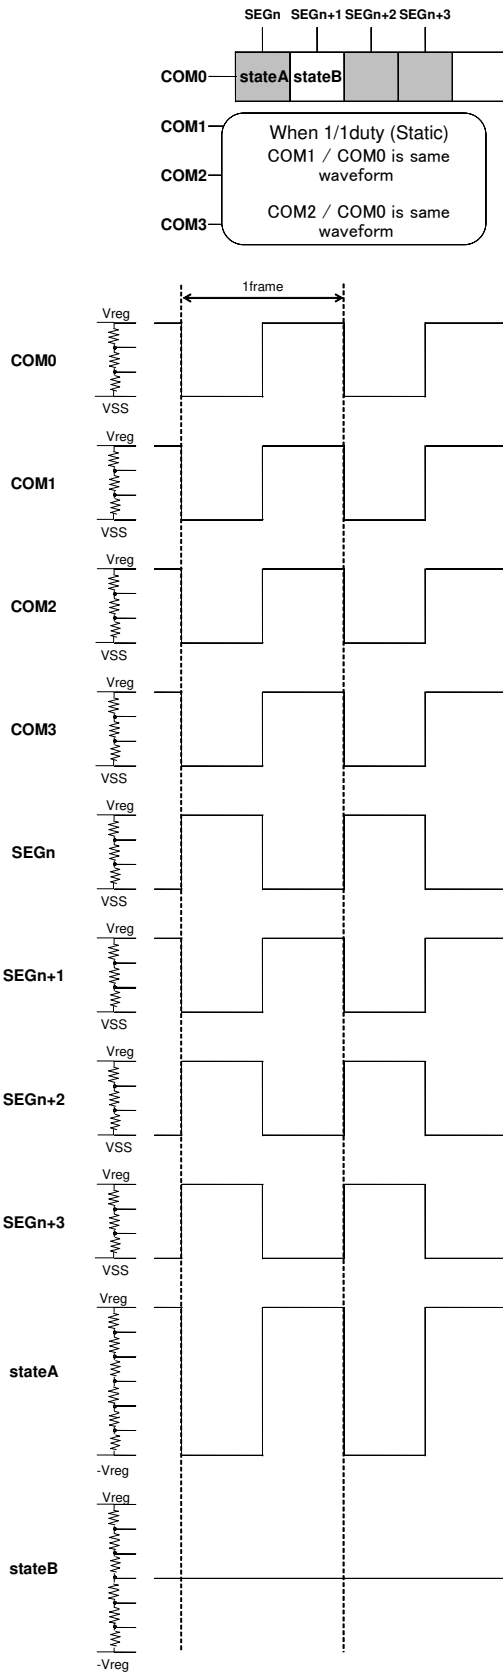 SEGn SEGn+1 SEGn+2 SEGn+3
COM0 stateA stateB
COM1
COM2
COM3
When 1/1duty (Static)
COM1 / COM0 is same
waveform
COM2 / COM0 is same
waveform
1frame
Vreg
COM0
VSS
Vreg
COM1
VSS
Vreg
COM2
VSS
Vreg
COM3
VSS
Vreg
SEGn
VSS
Vreg
SEGn+1
VSS
Vreg
SEGn+2
VSS
Vreg
SEGn+3
VSS
Vreg
stateA
-Vreg
Vreg
stateB
-Vreg